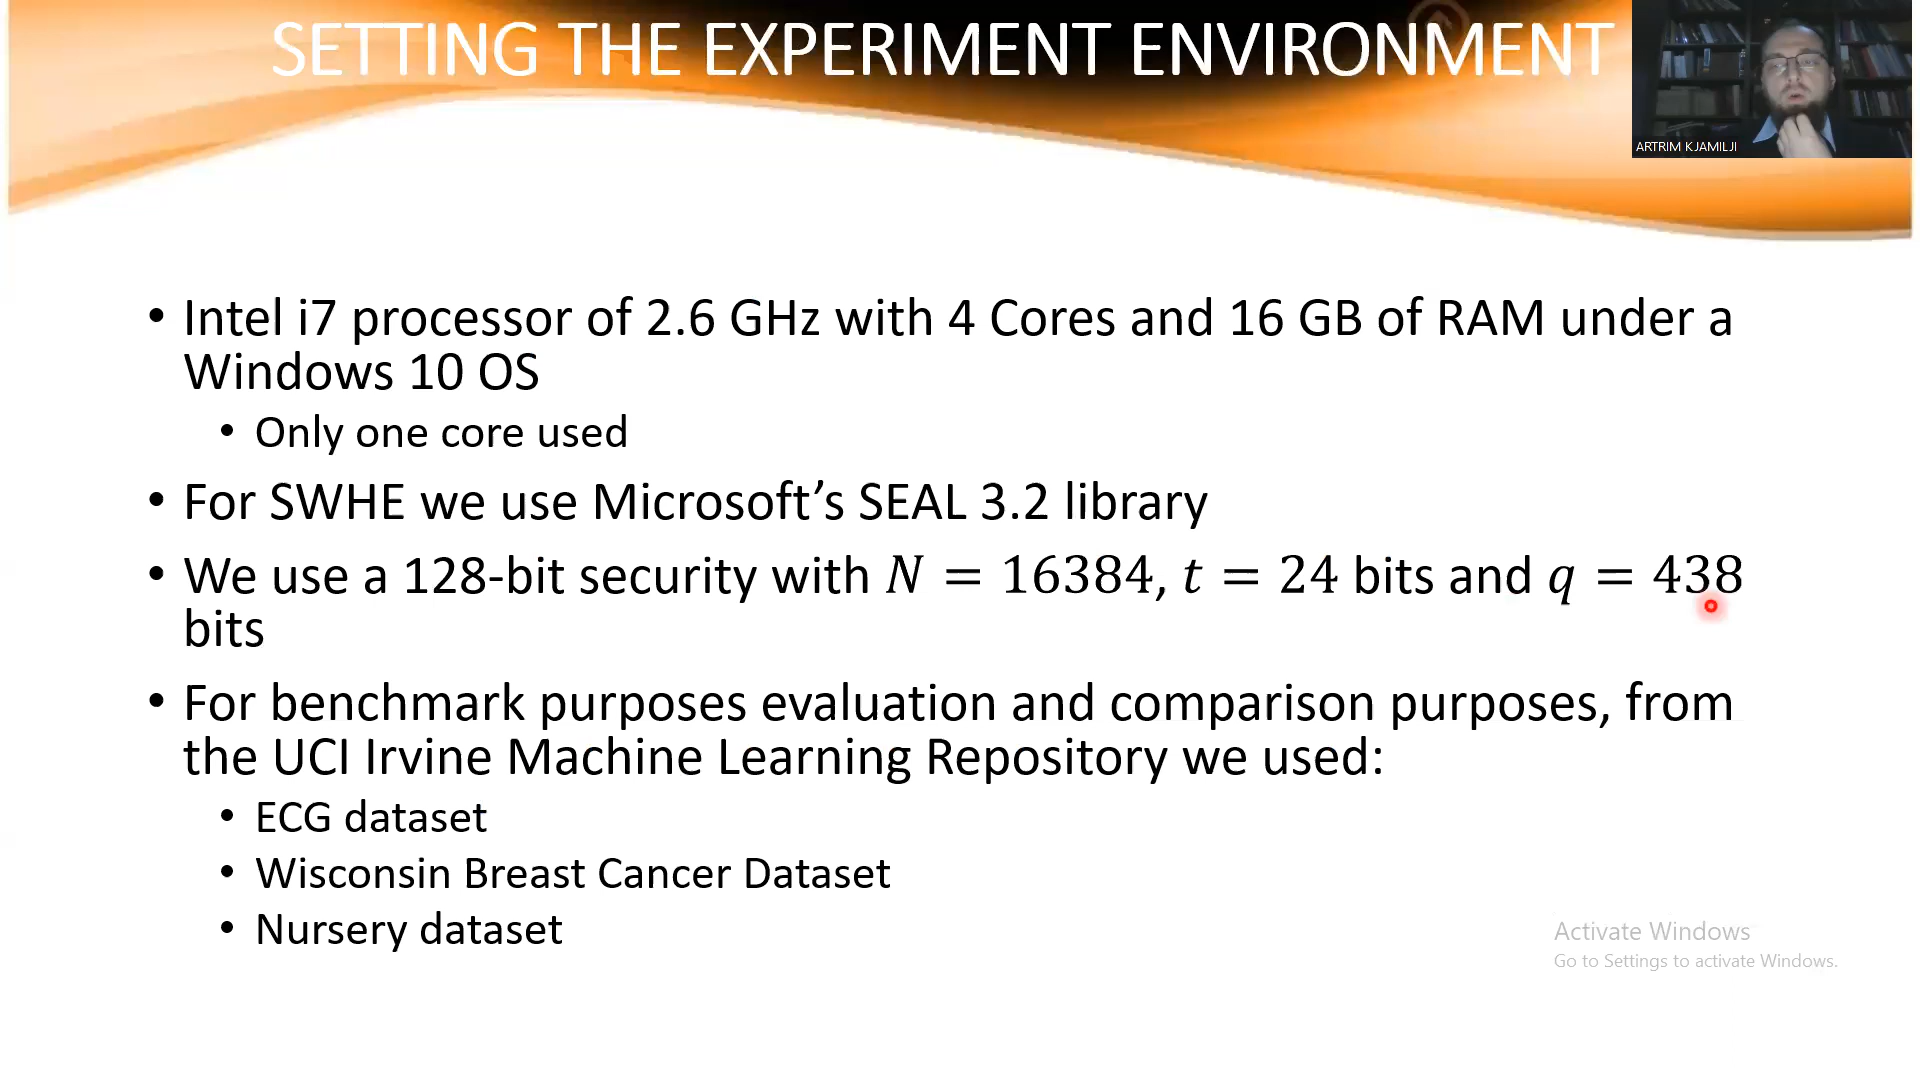 SETTING THE EXPERIMENT ENVIRONMENT
ARTRIM KJAMILJI
• Intel i7 processor of 2.6 GHz with 4 Cores and 16 GB of RAM under a
Windows 10 OS
• Only one core used
• For SWHE we use Microsoft’s SEAL 3.2 library
• We use a 128-bit security with N = 16384, t = 24 bits and q = 438
bits
• For benchmark purposes evaluation and comparison purposes, from
the UCI Irvine Machine Learning Repository we used:
• ECG dataset
• Wisconsin Breast Cancer Dataset
• Nursery dataset
Activate Windows
Go to Settings to activate Windows.